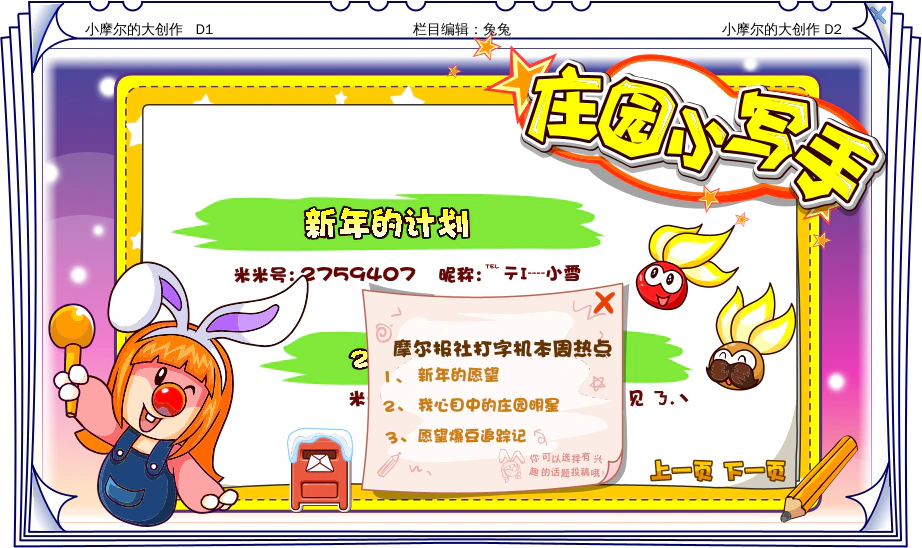 小摩尔的大创作 D1
栏目编辑：兔兔
小摩尔的大创作 D2
庄园小写手
新年的计划
米米号：2759407 昵称：℡ テI┈小雪
2
米
见 ㄋ.丶
摩尔报社打字机本周热点
1、新年的愿望
2、我心目中的庄园明星
3、愿望爆豆追踪记
你可以选择有兴
趣的话题投稿哦！
上一页 下一页